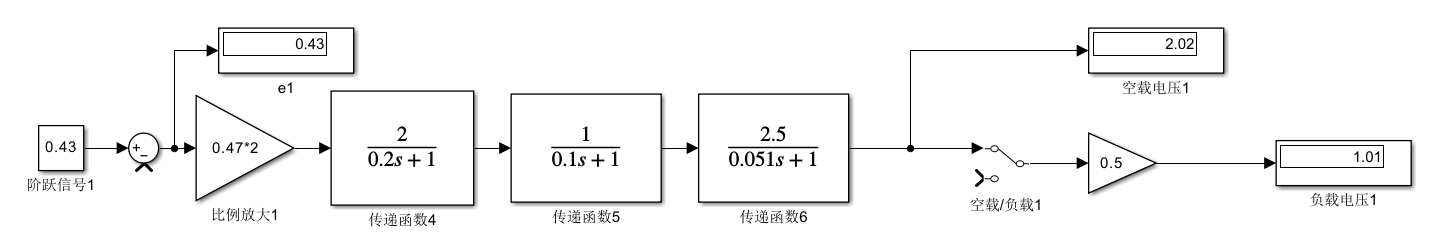 0.43
e1
2.02
空载电压1
0.43
阶跃信号1
+
_
0.47*2
比例放大1
2
0.2s + 1
传递函数4
1
0.1s + 1
传递函数5
2.5
0.051s + 1
传递函数6
空载/负载1
0.5
1.01
负载电压1